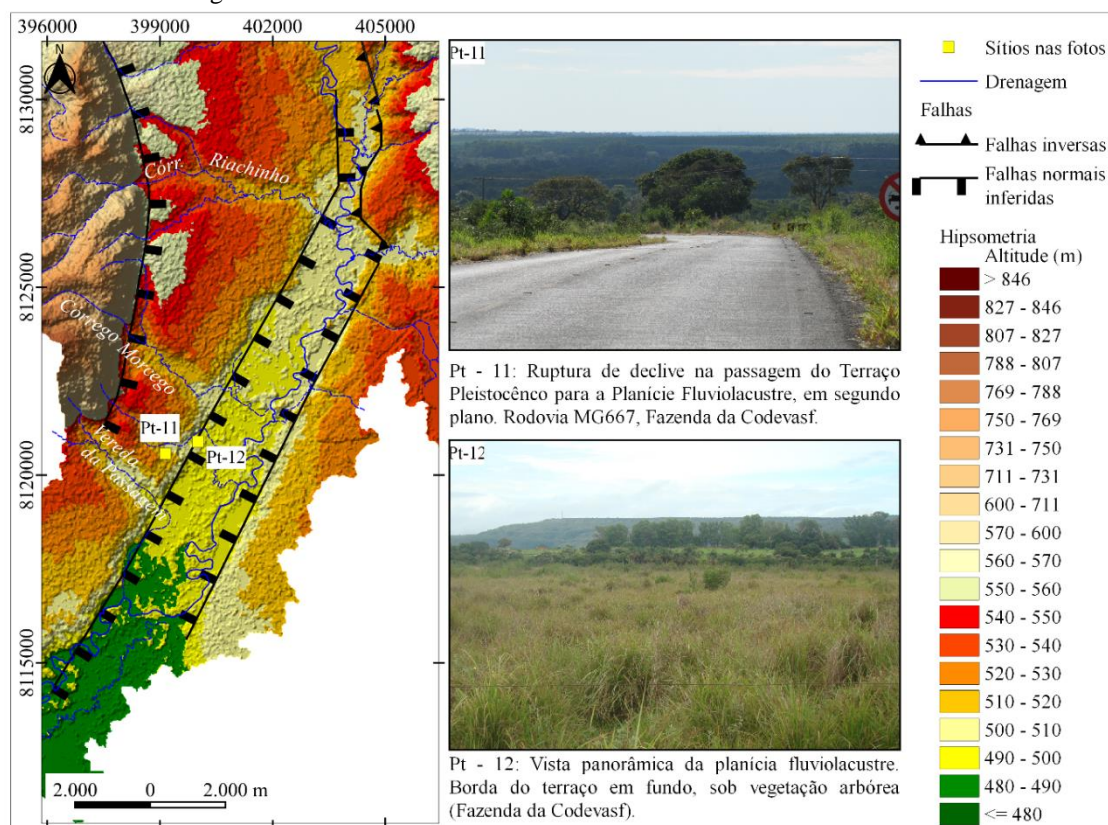 396000 399000 402000 405000
8130000
8125000
8120000
8115000
N
Córr. Riachinho
Córrego Morcego
Vereda
da Passagem
Pt-11
Pt-12
2.000 0 2.000 m
Pt-11
Pt - 11: Ruptura de declive na passagem do Terraço
Pleistocênco para a Planície Fluviolacustre, em segundo
plano. Rodovia MG667, Fazenda da Codevasf.
Pt-12
Pt - 12: Vista panorâmica da planícia fluviolacustre.
Borda do terraço em fundo, sob vegetação arbórea
(Fazenda da Codevasf).
Sítios nas fotos
Drenagem
Falhas
Falhas inversas
Falhas normais
inferidas
Hipsometria
Altitude (m)
> 846
827 - 846
807 - 827
788 - 807
769 - 788
750 - 769
731 - 750
711 - 731
600 - 711
570 - 600
560 - 570
550 - 560
540 - 550
530 - 540
520 - 530
510 - 520
500 - 510
490 - 500
480 - 490
<= 480